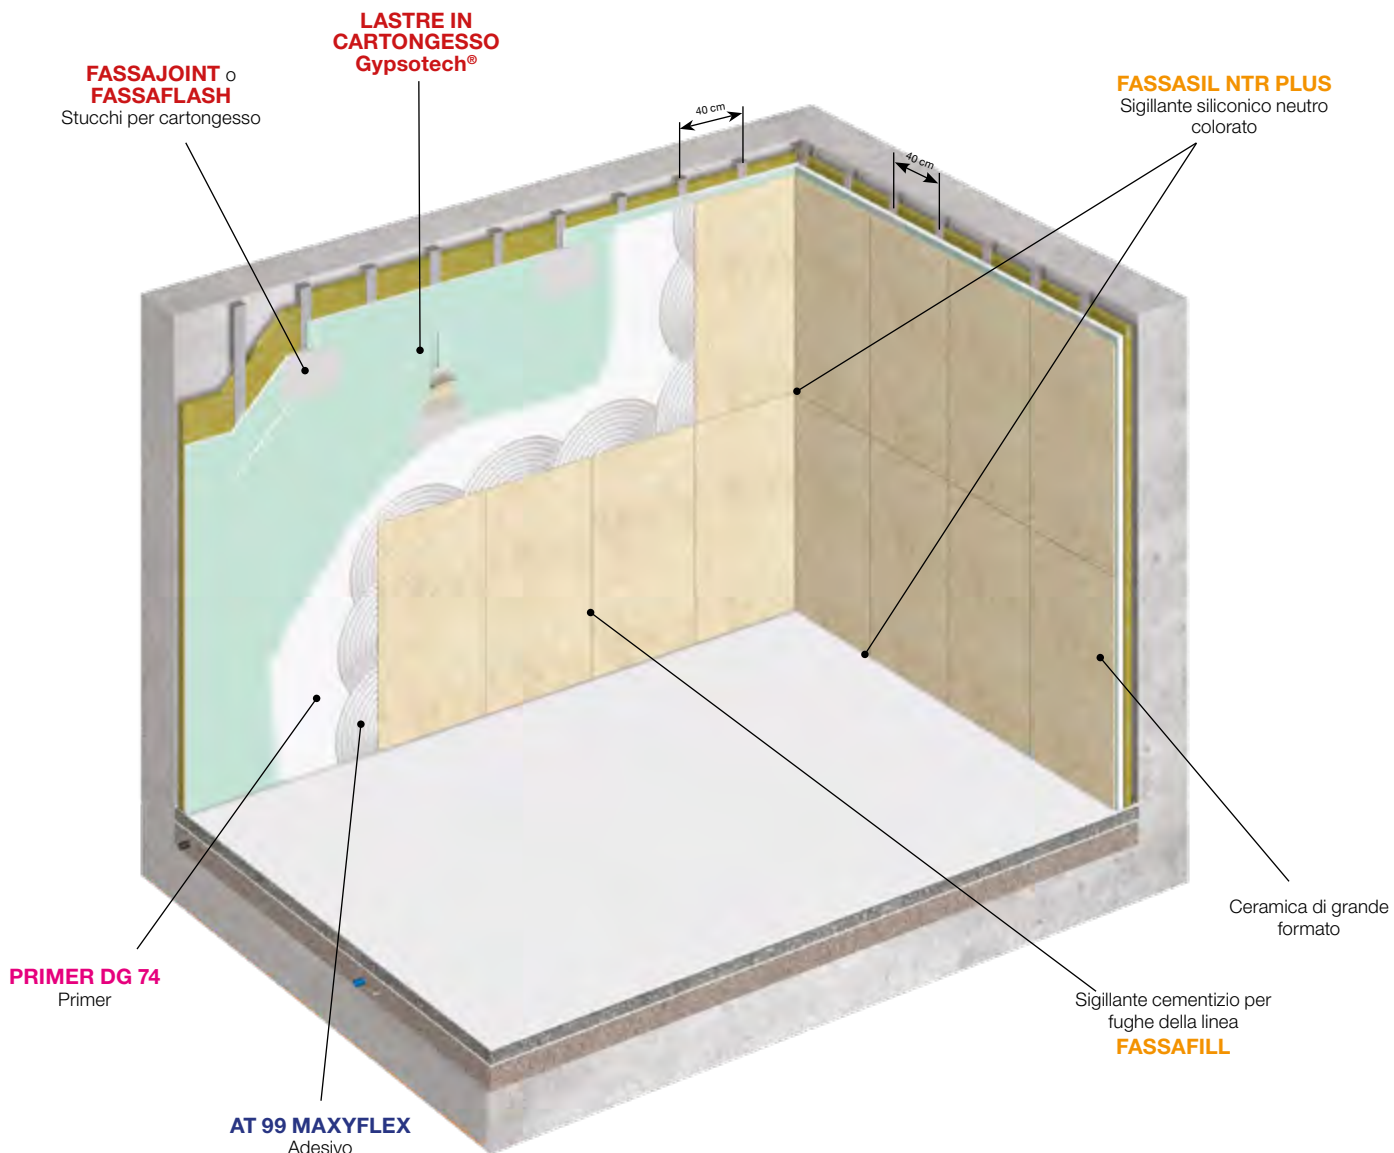 LASTRE IN
CARTONGESSO
Gypsotech®
FASSAJOINT o
FASSAFLASH
Stucchi per cartongesso
FASSASIL NTR PLUS
Sigillante siliconico neutro
colorato
40 cm
40 cm
Ceramica di grande
formato
PRIMER DG 74
Primer
Sigillante cementizio per
fughe della linea
FASSAFILL
AT 99 MAXYFLEX
Adesivo